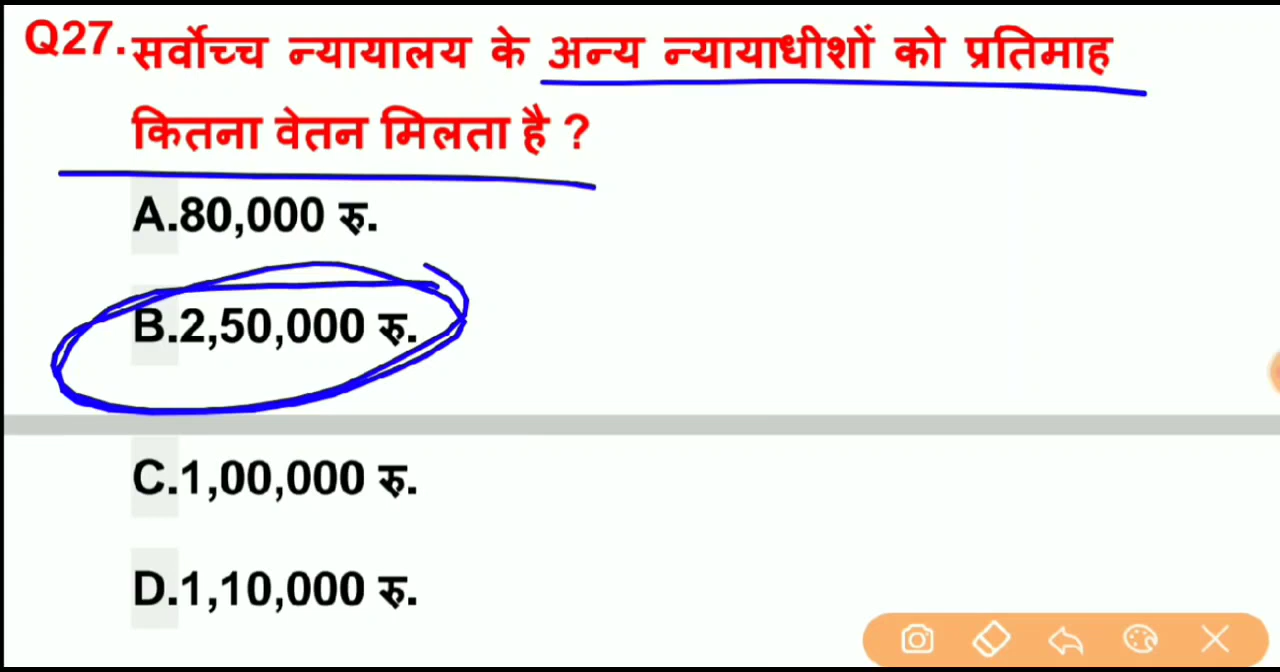 Q27. सर्वोच्च न्यायालय के अन्य न्यायाधीशों को प्रतिमाह
कितना वेतन मिलता है ?
A.80,000 रु.
B.2,50,000 रु.
C.1,00,000 रु.
D.1,10,000 रु.